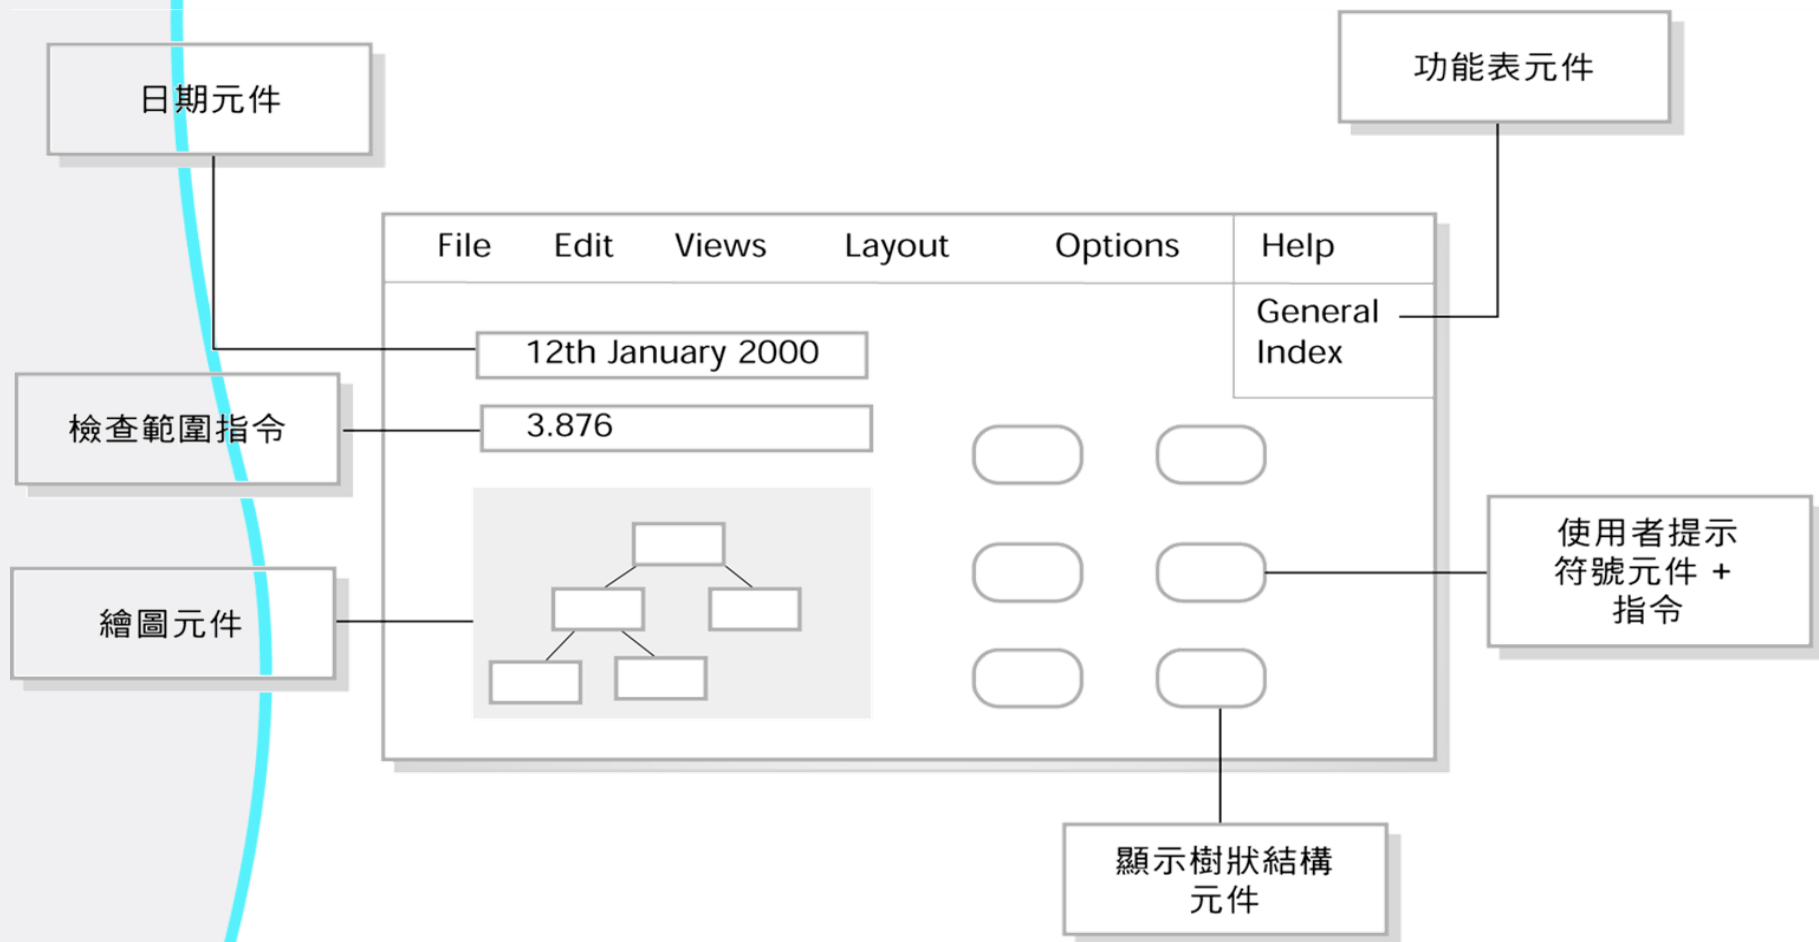 日期元件
功能表元件
File Edit Views Layout Options Help
General
Index
12th January 2000
檢查範圍指令
3.876
繪圖元件
使用者提示
符號元件 +
指令
顯示樹狀結構
元件